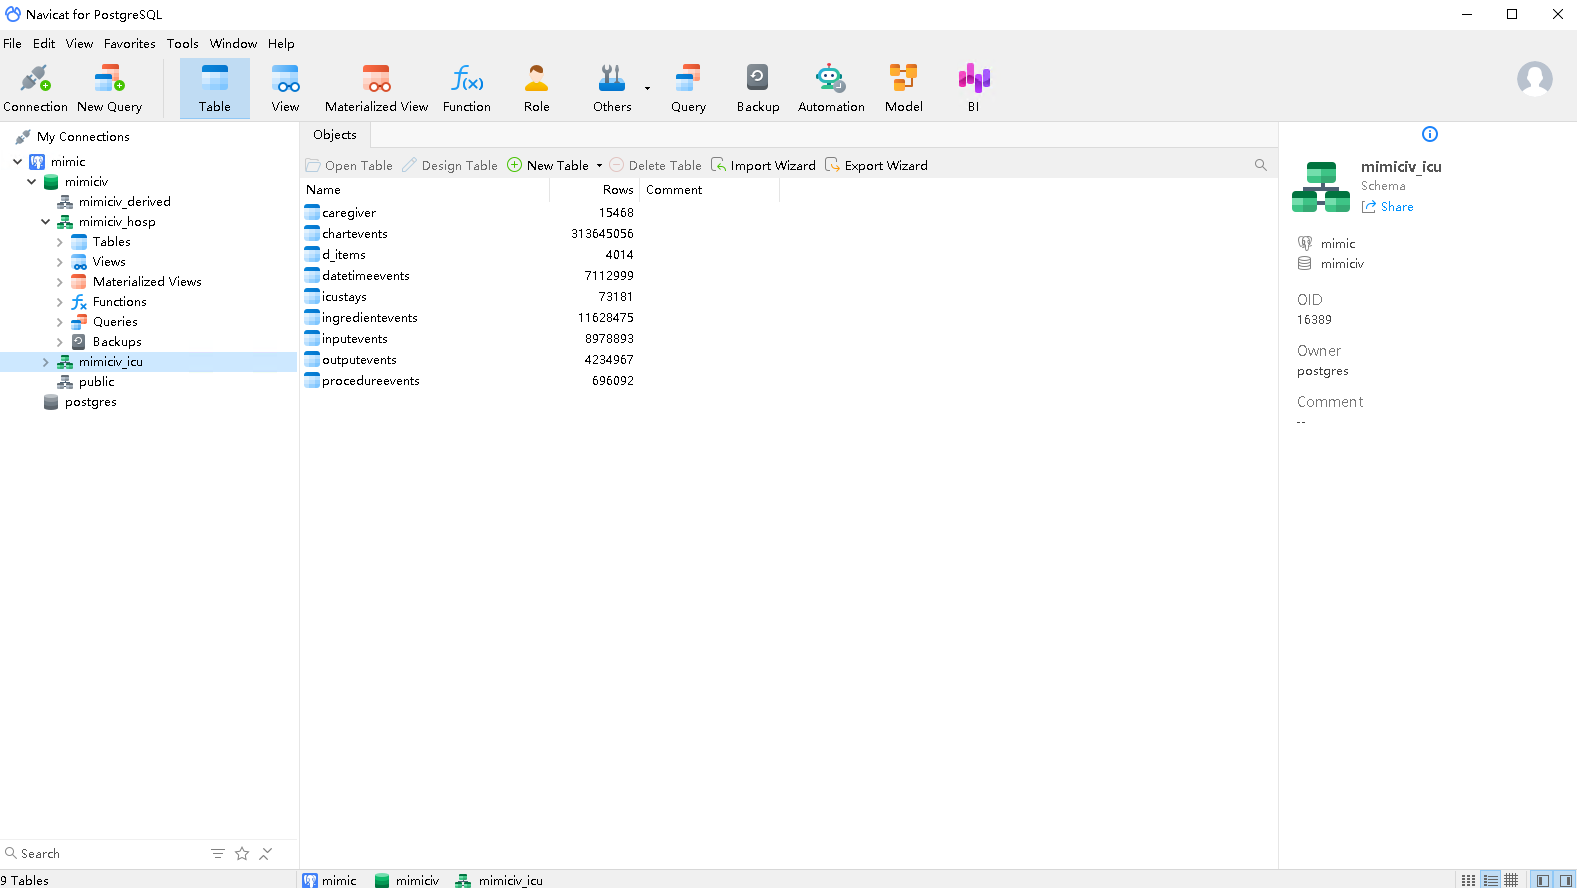 Navicat for PostgreSQL
File Edit View Favorites Tools Window Help
Connection New Query Table View Materialized View Function Role Others Query Backup Automation Model BI
My Connections
mimic
mimiciv
mimiciv_derived
mimiciv_hosp
Tables
Views
Materialized Views
Functions
Queries
Backups
mimiciv_icu
public
postgres
Search
9 Tables
Objects
Open Table Design Table New Table Delete Table Import Wizard Export Wizard
Name Rows Comment
caregiver 15468
chartevents 313645056
d_items 4014
datetimeevents 7112999
icustays 73181
ingredientevents 11628475
inputevents 8978893
outputevents 4234967
procedureevents 696092
mimic mimiciv mimiciv_icu
mimiciv_icu
Schema
Share
mimic
mimiciv
OID
16389
Owner
postgres
Comment
--